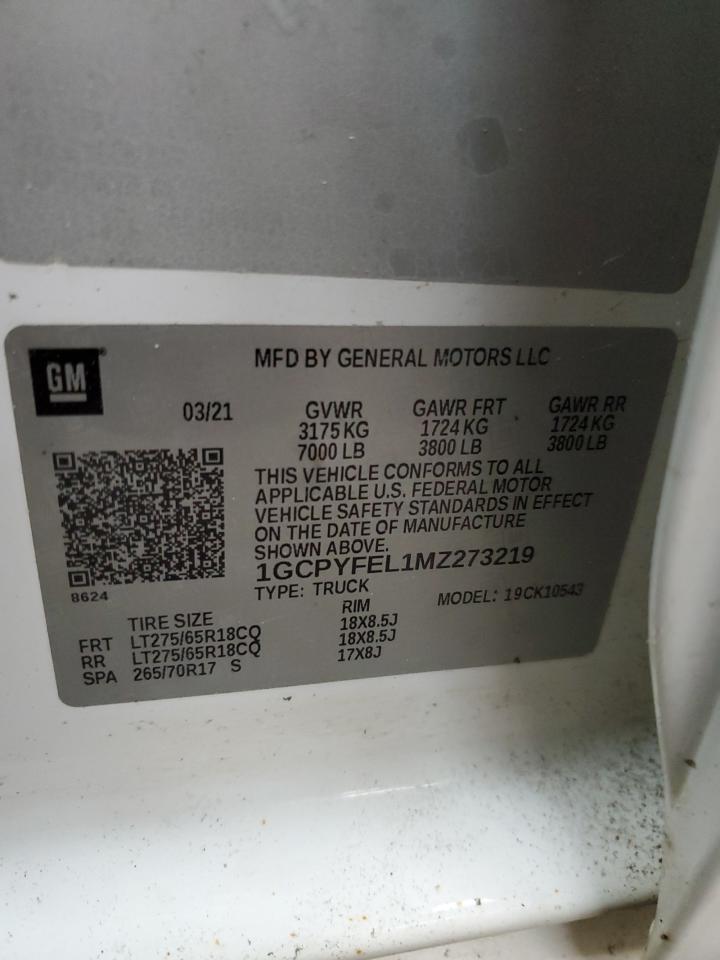 GM
MFD BY GENERAL MOTORS LLC
03/21 GVWR GAWR FRT GAWR RR
3175 KG 1724 KG 1724 KG
7000 LB 3800 LB 3800 LB
THIS VEHICLE CONFORMS TO ALL
APPLICABLE U.S. FEDERAL MOTOR
VEHICLE SAFETY STANDARDS IN EFFECT
ON THE DATE OF MANUFACTURE
SHOWN ABOVE.
1GCPYFEL1MZ273219
8624
TYPE: TRUCK MODEL: 19CK10543
TIRE SIZE RIM
FRT LT275/65R18CQ 18X8.5J
RR LT275/65R18CQ 18X8.5J
SPA 265/70R17 S 17X8J